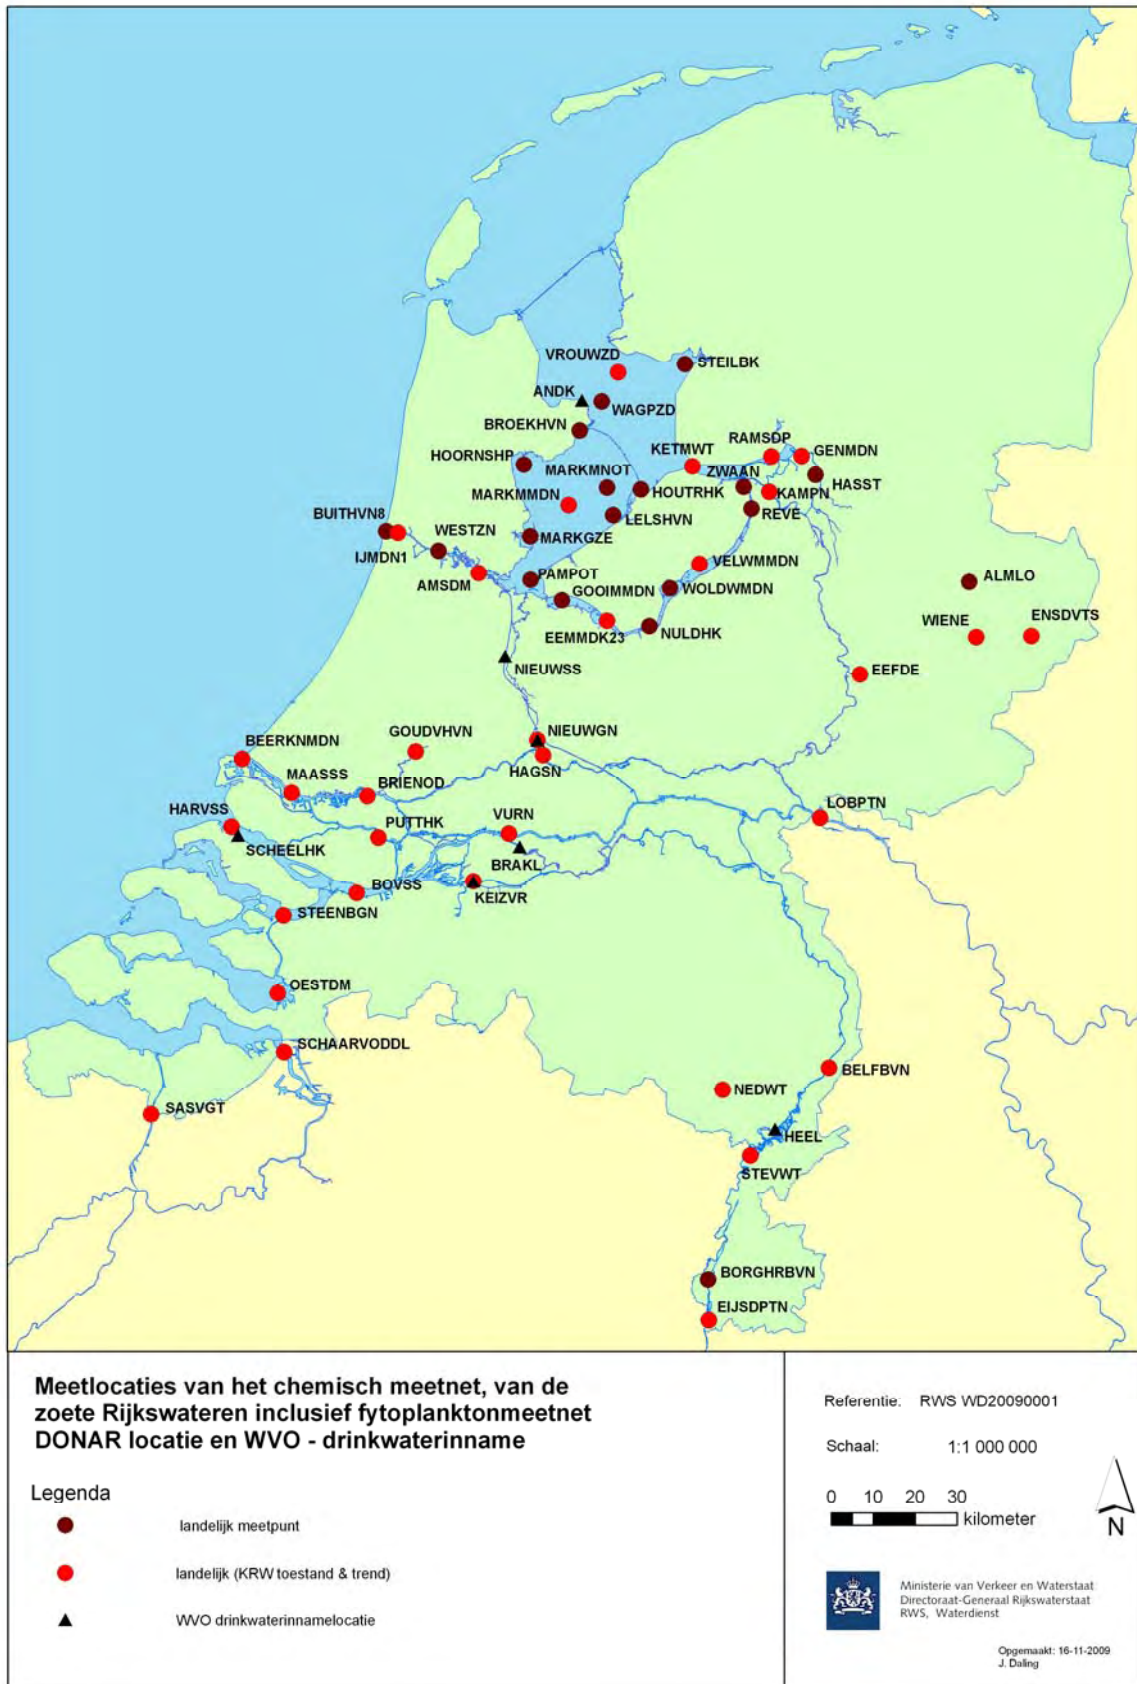 VROUWZD
STEILBK
ANDK
WAGPZD
BROEKHVN
HOORNSHP
MARKMNOT
KETMWT
RAMSDP
GENMDN
ZWAAN
HASST
MARKMMDN
HOUTRHK
KAMPN
LELSHVN
REVE
BUITHVN8
WESTZN
MARKGZE
IJMDN1
VELWMMDN
AMSDM
PAMPOT
GOOIMMDN
WOLDWMDN
ALMLO
EEMMDK23
NULDHK
WIENE
ENSDVTS
NIEUWSS
EEFDE
BEERKNMDN
GOUDVHVN
NIEUWGN
HAGSN
MAASSS
BRIENOD
HARVSS
PUTTHK
VURN
LOBPTN
SCHEELHK
BRAKL
BOVSS
KEIZVR
STEENBGN
OESTDM
SCHAARVODDL
BELFBVN
NEDWT
SASVGT
HEEL
STEVWT
BORGHRBVN
EIJSDPTN
Meetlocaties van het chemisch meetnet, van de
zoete Rijkswateren inclusief fytoplanktonmeetnet
DONAR locatie en WVO - drinkwaterinname
Legenda
landelijk meetpunt
landelijk (KRW toestand & trend)
WVO drinkwaterinnamelocatie
Referentie: RWS WD20090001
Schaal: 1:1 000 000
0 10 20 30
kilometer
N
Ministerie van Verkeer en Waterstaat
Directoraat-Generaal Rijkswaterstaat
RWS, Waterdienst
Opgemaakt: 16-11-2009
J. Daling